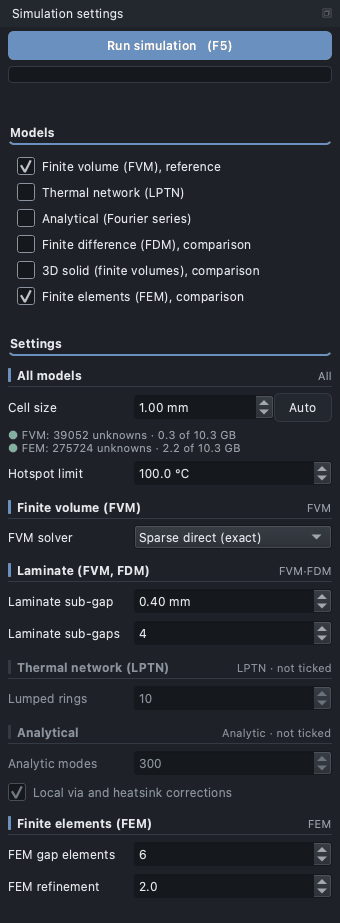 Simulation settings
Run simulation (F5)
Models
Finite volume (FVM), reference
Thermal network (LPTN)
Analytical (Fourier series)
Finite difference (FDM), comparison
3D solid (finite volumes), comparison
Finite elements (FEM), comparison
Settings
All models All
Cell size 1.00 mm Auto
FVM: 39052 unknowns · 0.3 of 10.3 GB
FEM: 275724 unknowns · 2.2 of 10.3 GB
Hotspot limit 100.0 °C
Finite volume (FVM) FVM
FVM solver Sparse direct (exact)
Laminate (FVM, FDM) FVM·FDM
Laminate sub-gap 0.40 mm
Laminate sub-gaps 4
Thermal network (LPTN) LPTN · not ticked
Lumped rings 10
Analytical Analytic · not ticked
Analytic modes 300
Local via and heatsink corrections
Finite elements (FEM) FEM
FEM gap elements 6
FEM refinement 2.0